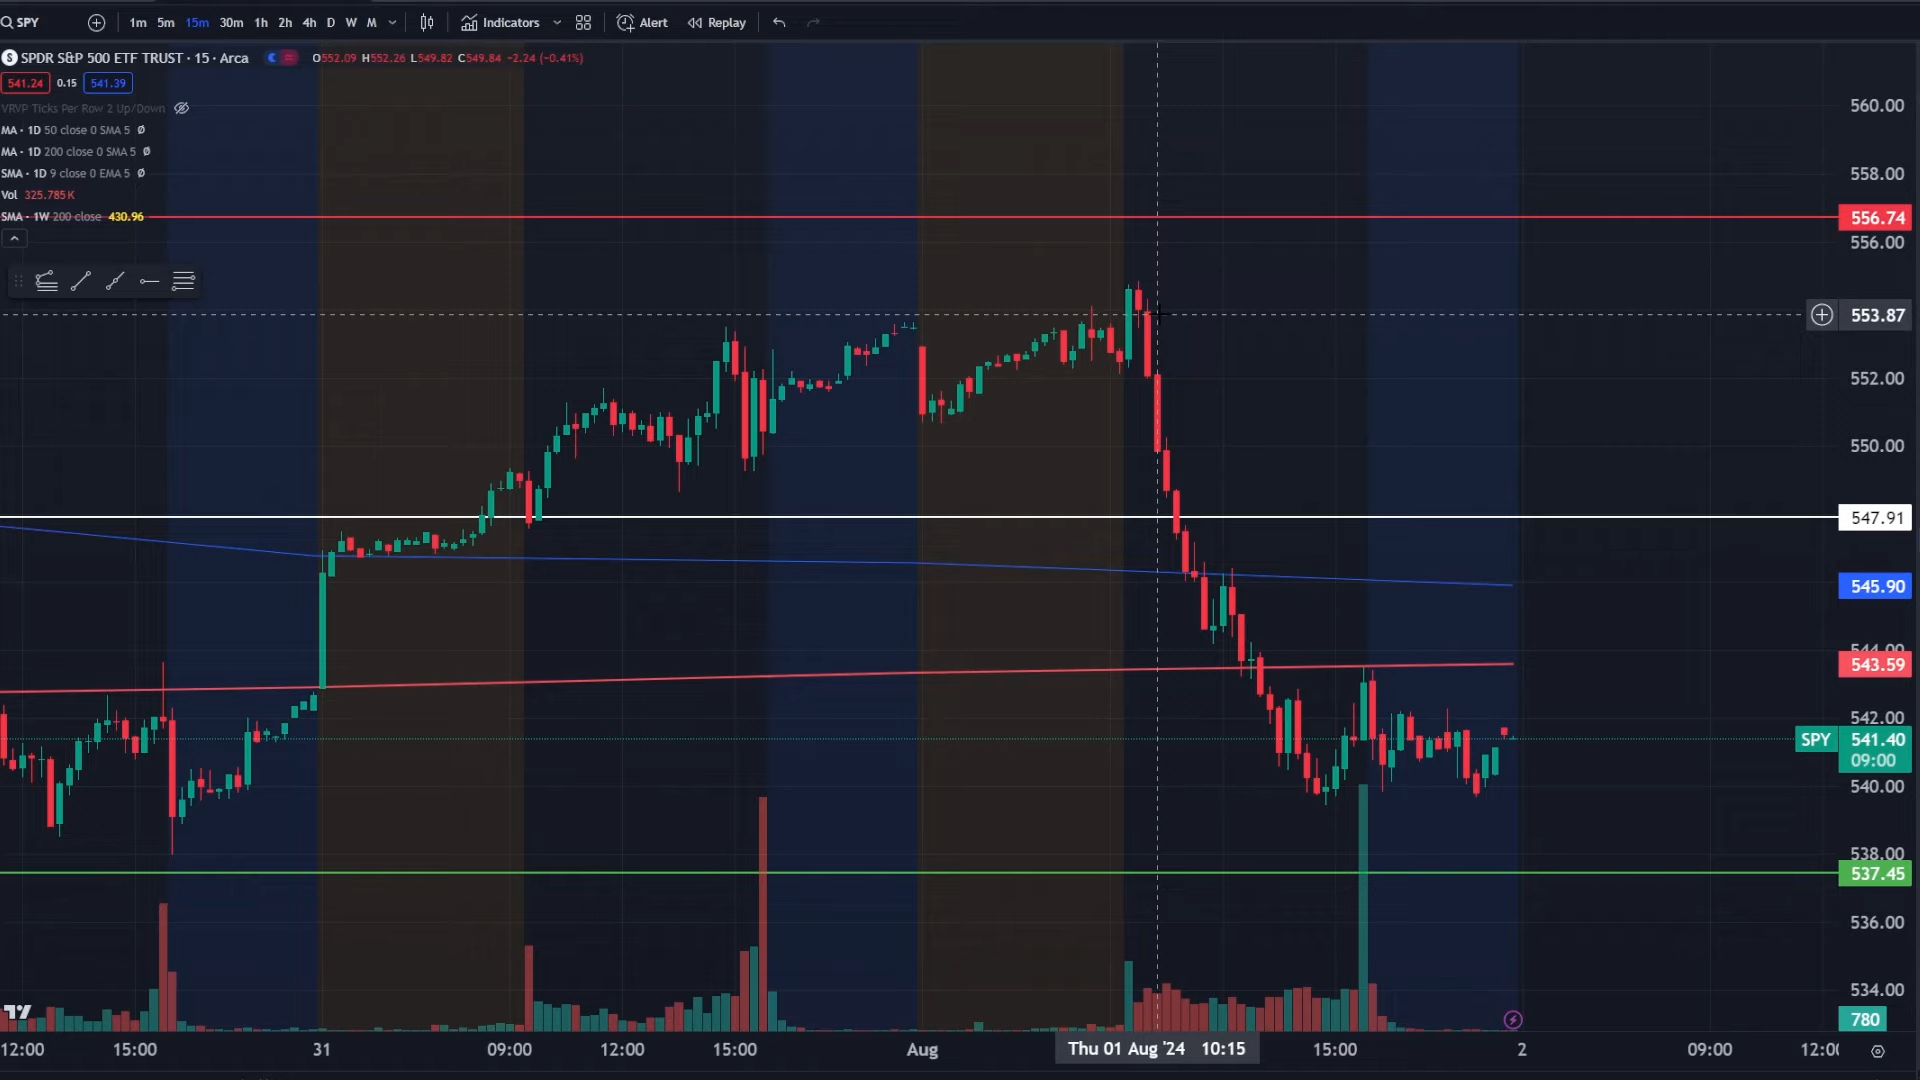 SPY 1m 5m 15m 30m 1h 2h 4h D W M Indicators Alert Replay
S SPDR S&P 500 ETF TRUST · 15 · Arca O552.09 H552.26 L549.82 C549.84 −2.24 (−0.41%)
541.24 0.15 541.39
VRVP Ticks Per Row 2 Up/Down
MA · 1D 50 close 0 SMA 5 Ø
MA · 1D 200 close 0 SMA 5 Ø
SMA · 1D 9 close 0 EMA 5 Ø
Vol 325.785K
SMA · 1W 200 close 430.96
560.00
558.00
556.74
556.00
553.87
552.00
550.00
547.91
545.90
544.00
543.59
542.00
SPY 541.40
09:00
540.00
538.00
537.45
536.00
534.00
780
12:00 15:00 31 09:00 12:00 15:00 Aug Thu 01 Aug '24 10:15 15:00 2 09:00 12:00